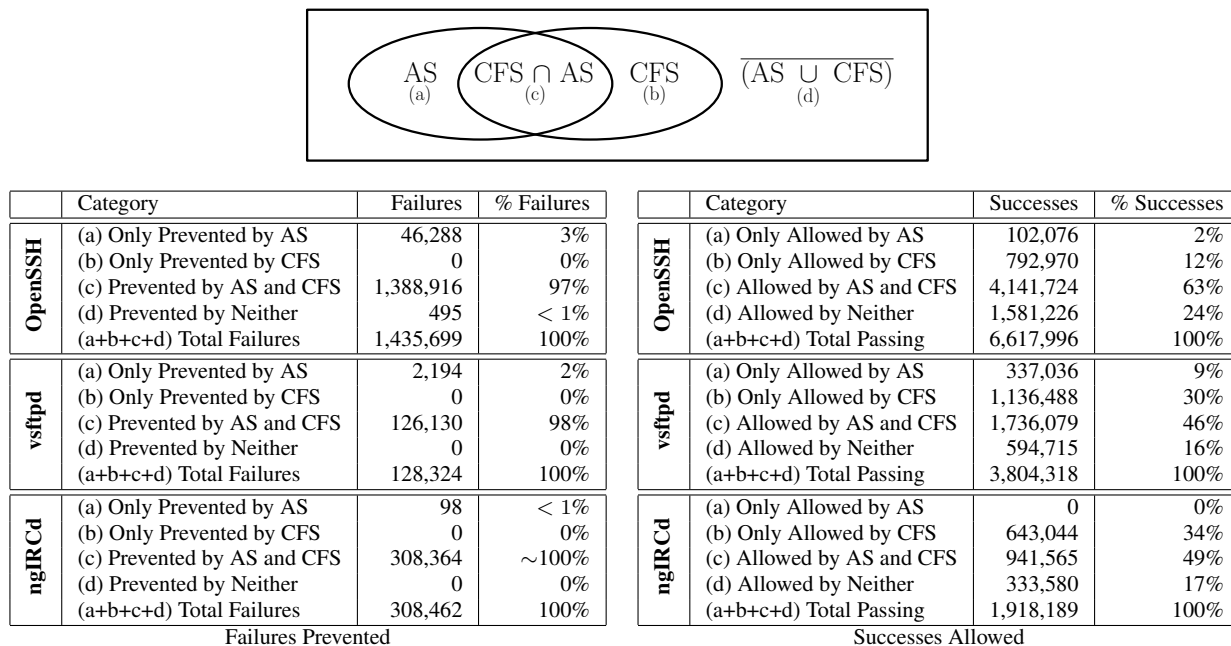 AS CFS ∩ AS CFS (AS ∪ CFS)
(a) (c) (b) (d)
Category Failures % Failures
OpenSSH
(a) Only Prevented by AS 46,288 3%
(b) Only Prevented by CFS 0 0%
(c) Prevented by AS and CFS 1,388,916 97%
(d) Prevented by Neither 495 < 1%
(a+b+c+d) Total Failures 1,435,699 100%
vsftpd
(a) Only Prevented by AS 2,194 2%
(b) Only Prevented by CFS 0 0%
(c) Prevented by AS and CFS 126,130 98%
(d) Prevented by Neither 0 0%
(a+b+c+d) Total Failures 128,324 100%
ngIRCd
(a) Only Prevented by AS 98 < 1%
(b) Only Prevented by CFS 0 0%
(c) Prevented by AS and CFS 308,364 ~100%
(d) Prevented by Neither 0 0%
(a+b+c+d) Total Failures 308,462 100%
Failures Prevented
Category Successes % Successes
OpenSSH
(a) Only Allowed by AS 102,076 2%
(b) Only Allowed by CFS 792,970 12%
(c) Allowed by AS and CFS 4,141,724 63%
(d) Allowed by Neither 1,581,226 24%
(a+b+c+d) Total Passing 6,617,996 100%
vsftpd
(a) Only Allowed by AS 337,036 9%
(b) Only Allowed by CFS 1,136,488 30%
(c) Allowed by AS and CFS 1,736,079 46%
(d) Allowed by Neither 594,715 16%
(a+b+c+d) Total Passing 3,804,318 100%
ngIRCd
(a) Only Allowed by AS 0 0%
(b) Only Allowed by CFS 643,044 34%
(c) Allowed by AS and CFS 941,565 49%
(d) Allowed by Neither 333,580 17%
(a+b+c+d) Total Passing 1,918,189 100%
Successes Allowed